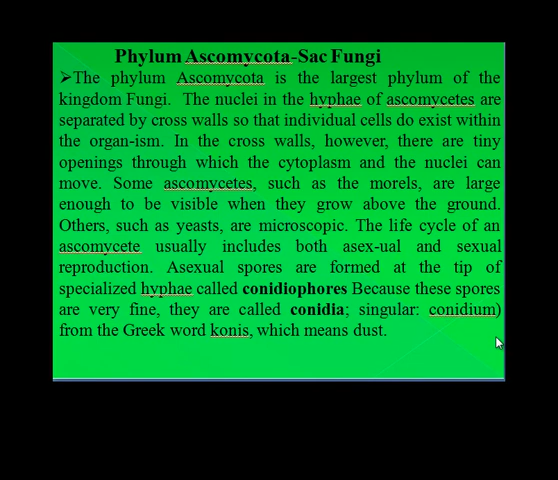 Phylum Ascomycota-Sac Fungi
➢The phylum Ascomycota is the largest phylum of the
kingdom Fungi. The nuclei in the hyphae of ascomycetes are
separated by cross walls so that individual cells do exist within
the organ-ism. In the cross walls, however, there are tiny
openings through which the cytoplasm and the nuclei can
move. Some ascomycetes, such as the morels, are large
enough to be visible when they grow above the ground.
Others, such as yeasts, are microscopic. The life cycle of an
ascomycete usually includes both asex-ual and sexual
reproduction. Asexual spores are formed at the tip of
specialized hyphae called conidiophores Because these spores
are very fine, they are called conidia; singular: conidium)
from the Greek word konis, which means dust.